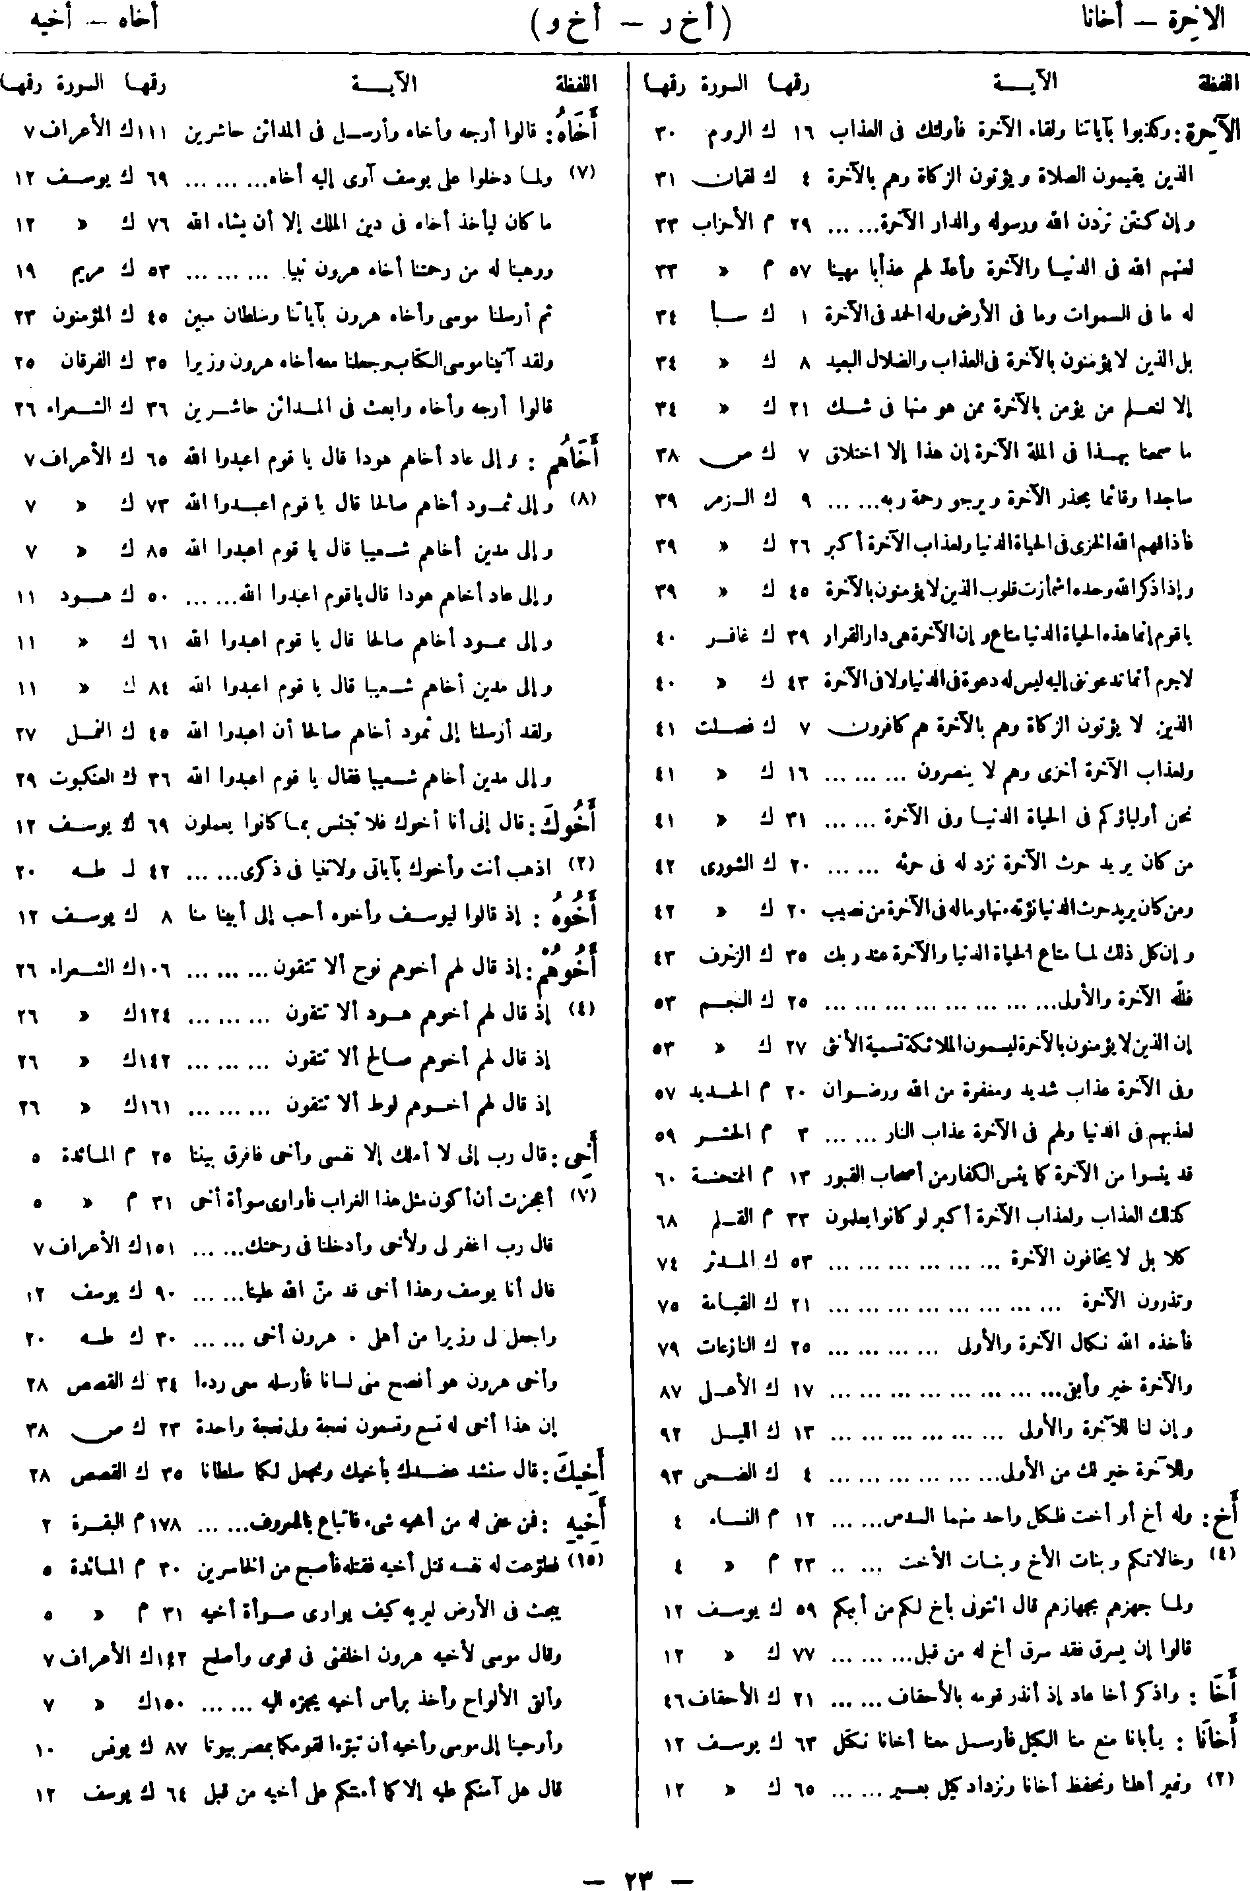 الآخرة — أخانا
(أخ ر — أخ و)
أخاه — أخيه
اللفظة الآيــة رقمها السورة رقمها
الآخِرة: وكذبوا بآياتنا ولقاء الآخرة فأولئك فى العذاب ١٦ ك الروم ٣٠
الذين يقيمون الصلاة ويؤتون الزكاة وهم بالآخرة ٤ ك لقمان ٣١
وإن كنتن تردن الله ورسوله والدار الآخرة... ... ٢٩ م الأحزاب ٣٣
لعنهم الله فى الدنيا والآخرة وأعد لهم عذابا مهينا ٥٧ م « ٣٣
له ما فى السموات وما فى الأرض وله الحمد فى الآخرة ١ ك سبأ ٣٤
بل الذين لا يؤمنون بالآخرة فى العذاب والضلال البعيد ٨ ك « ٣٤
إلا لنعلم من يؤمن بالآخرة ممن هو منها فى شك ٢١ ك « ٣٤
ما سمعنا بهذا فى الملة الآخرة إن هذا إلا اختلاق ٧ ك ص ٣٨
ساجدا وقائما يحذر الآخرة ويرجو رحمة ربه... ... ٩ ك الزمر ٣٩
فأذاقهم الله الخزى فى الحياة الدنيا ولعذاب الآخرة أكبر ٢٦ ك « ٣٩
وإذا ذكر الله وحده اشمأزت قلوب الذين لا يؤمنون بالآخرة ٤٥ ك « ٣٩
يا قوم إنما هذه الحياة الدنيا متاع وإن الآخرة هى دار القرار ٣٩ ك غافر ٤٠
لا جرم أنما تدعوننى إليه ليس له دعوة فى الدنيا ولا فى الآخرة ٤٣ ك « ٤٠
الذين لا يؤتون الزكاة وهم بالآخرة هم كافرون ٧ ك فصلت ٤١
ولعذاب الآخرة أخزى وهم لا ينصرون ... ... ... ١٦ ك « ٤١
نحن أولياؤكم فى الحياة الدنيا وفى الآخرة ... ... ٣١ ك « ٤١
من كان يريد حرث الآخرة نزد له فى حرثه ... ... ٢٠ ك الشورى ٤٢
ومن كان يريد حرث الدنيا نؤته منها وما له فى الآخرة من نصيب ٢٠ ك « ٤٢
وإن كل ذلك لما متاع الحياة الدنيا والآخرة عند ربك ٣٥ ك الزخرف ٤٣
فلله الآخرة والأولى... ... ... ... ... ... ... ... ٢٥ ك النجم ٥٣
إن الذين لا يؤمنون بالآخرة ليسمون الملائكة تسمية الأنثى ٢٧ ك « ٥٣
وفى الآخرة عذاب شديد ومغفرة من الله ورضوان ٢٠ م الحديد ٥٧
لعذبهم فى الدنيا ولهم فى الآخرة عذاب النار ... ... ٣ م الحشر ٥٩
قد يئسوا من الآخرة كما يئس الكفار من أصحاب القبور ١٣ م الممتحنة ٦٠
كذلك العذاب ولعذاب الآخرة أكبر لو كانوا يعلمون ٣٣ م القلم ٦٨
كلا بل لا يخافون الآخرة ... ... ... ... ... ... ٥٣ ك المدثر ٧٤
وتذرون الآخرة ... ... ... ... ... ... ... ... ٢١ ك القيامة ٧٥
فأخذه الله نكال الآخرة والأولى ... ... ... ... ٢٥ ك النازعات ٧٩
والآخرة خير وأبقى... ... ... ... ... ... ... ... ١٧ ك الأعلى ٨٧
وإن لنا للآخرة والأولى ... ... ... ... ... ... ١٣ ك الليل ٩٢
وللآخرة خير لك من الأولى... ... ... ... ... ... ٤ ك الضحى ٩٣
أَخ: وله أخ أو أخت فلكل واحد منهما السدس... ... ١٢ م النساء ٤
(٤) وخالاتكم وبنات الأخ وبنات الأخت ... .. ٢٣ م « ٤
ولما جهزهم بجهازهم قال ائتونى بأخ لكم من أبيكم ٥٩ ك يوسف ١٢
قالوا إن يسرق فقد سرق أخ له من قبل... ... ... ٧٧ ك « ١٢
أَخَا: واذكر أخا عاد إذ أنذر قومه بالأحقاف... ... ٢١ ك الأحقاف ٤٦
أَخانَا: يأبانا منع منا الكيل فأرسل معنا أخانا نكتل ٦٣ ك يوسف ١٢
(٢) ونمير أهلنا ونحفظ أخانا ونزداد كيل بعير ... ... ٦٥ ك « ١٢
اللفظة الآيــة رقمها السورة رقمها
أَخَاهُ: قالوا أرجه وأخاه وأرسل فى المدائن حاشرين ١١١ ك الأعراف ٧
(٧) ولما دخلوا على يوسف آوى إليه أخاه... ... ... ٦٩ ك يوسف ١٢
ما كان ليأخذ أخاه فى دين الملك إلا أن يشاء الله ٧٦ ك « ١٢
ووهبنا له من رحمتنا أخاه هرون نبيا. ... ... ... ٥٣ ك مريم ١٩
ثم أرسلنا موسى وأخاه هرون بآياتنا وسلطان مبين ٤٥ ك المؤمنون ٢٣
ولقد آتينا موسى الكتاب وجعلنا معه أخاه هرون وزيرا ٣٥ ك الفرقان ٢٥
قالوا أرجه وأخاه وابعث فى المدائن حاشرين ٣٦ ك الشعراء ٢٦
أَخَاهُم: وإلى عاد أخاهم هودا قال يا قوم اعبدوا الله ٦٥ ك الأعراف ٧
(٨) وإلى ثمود أخاهم صالحا قال يا قوم اعبدوا الله ٧٣ ك « ٧
وإلى مدين أخاهم شعيبا قال يا قوم اعبدوا الله ٨٥ ك « ٧
وإلى عاد أخاهم هودا قال ياقوم اعبدوا الله... ... ٥٠ ك هود ١١
وإلى ثمود أخاهم صالحا قال يا قوم اعبدوا الله ٦١ ك « ١١
وإلى مدين أخاهم شعيبا قال يا قوم اعبدوا الله ٨٤ ك « ١١
ولقد أرسلنا إلى ثمود أخاهم صالحا أن اعبدوا الله ٤٥ ك النمل ٢٧
وإلى مدين أخاهم شعيبا فقال يا قوم اعبدوا الله ٣٦ ك العنكبوت ٢٩
أَخُوكَ: قال إنى أنا أخوك فلا تبتئس بما كانوا يعملون ٦٩ ك يوسف ١٢
(٢) اذهب أنت وأخوك بآياتى ولا تنيا فى ذكرى... ... ٤٢ ك طه ٢٠
أَخُوهُ: إذ قالوا ليوسف وأخوه أحب إلى أبينا منا ٨ ك يوسف ١٢
أَخُوهُمْ: إذ قال لهم أخوهم نوح ألا تتقون ... ... ... ١٠٦ ك الشعراء ٢٦
(٤) إذ قال لهم أخوهم هود ألا تتقون ... ... ... ١٢٤ ك « ٢٦
إذ قال لهم أخوهم صالح ألا تتقون ... ... ... ١٤٢ ك « ٢٦
إذ قال لهم أخوهم لوط ألا تتقون ... ... ... ١٦١ ك « ٢٦
أَخِى: قال رب إنى لا أملك إلا نفسى وأخى فافرق بيننا ٢٥ م المائدة ٥
(٧) أعجزت أن أكون مثل هذا الغراب فأوارى سوأة أخى ٣١ م « ٥
قال رب اغفر لى ولأخى وأدخلنا فى رحمتك... ... ١٥١ ك الأعراف ٧
قال أنا يوسف وهذا أخى قد منّ الله علينا... ... ٩٠ ك يوسف ١٢
واجعل لى وزيرا من أهلى ٠ هرون أخى ... ... ٣٠ ك طه ٢٠
وأخى هرون هو أفصح منى لسانا فأرسله معى ردءا ٣٤ ك القصص ٢٨
إن هذا أخى له تسع وتسعون نعجة ولى نعجة واحدة ٢٣ ك ص ٣٨
أَخِيكَ: قال سنشد عضدك بأخيك ونجعل لكما سلطانا ٣٥ ك القصص ٢٨
أَخِيهِ: فمن عفى له من أخيه شىء فاتباع بالمعروف... ... ١٧٨ م البقرة ٢
(١٥) فطوّعت له نفسه قتل أخيه فقتله فأصبح من الخاسرين ٣٠ م المائدة ٥
يبحث فى الأرض ليريه كيف يوارى سوأة أخيه ٣١ م « ٥
وقال موسى لأخيه هرون اخلفنى فى قومى وأصلح ١٤٢ ك الأعراف ٧
وألقى الألواح وأخذ برأس أخيه يجره إليه ... ... ١٥٠ ك « ٧
وأوحينا إلى موسى وأخيه أن تبوّءا لقومكما بمصر بيوتا ٨٧ ك يونس ١٠
قال هل آمنكم عليه إلا كما أمنتكم على أخيه من قبل ٦٤ ك يوسف ١٢
— ٢٣ —